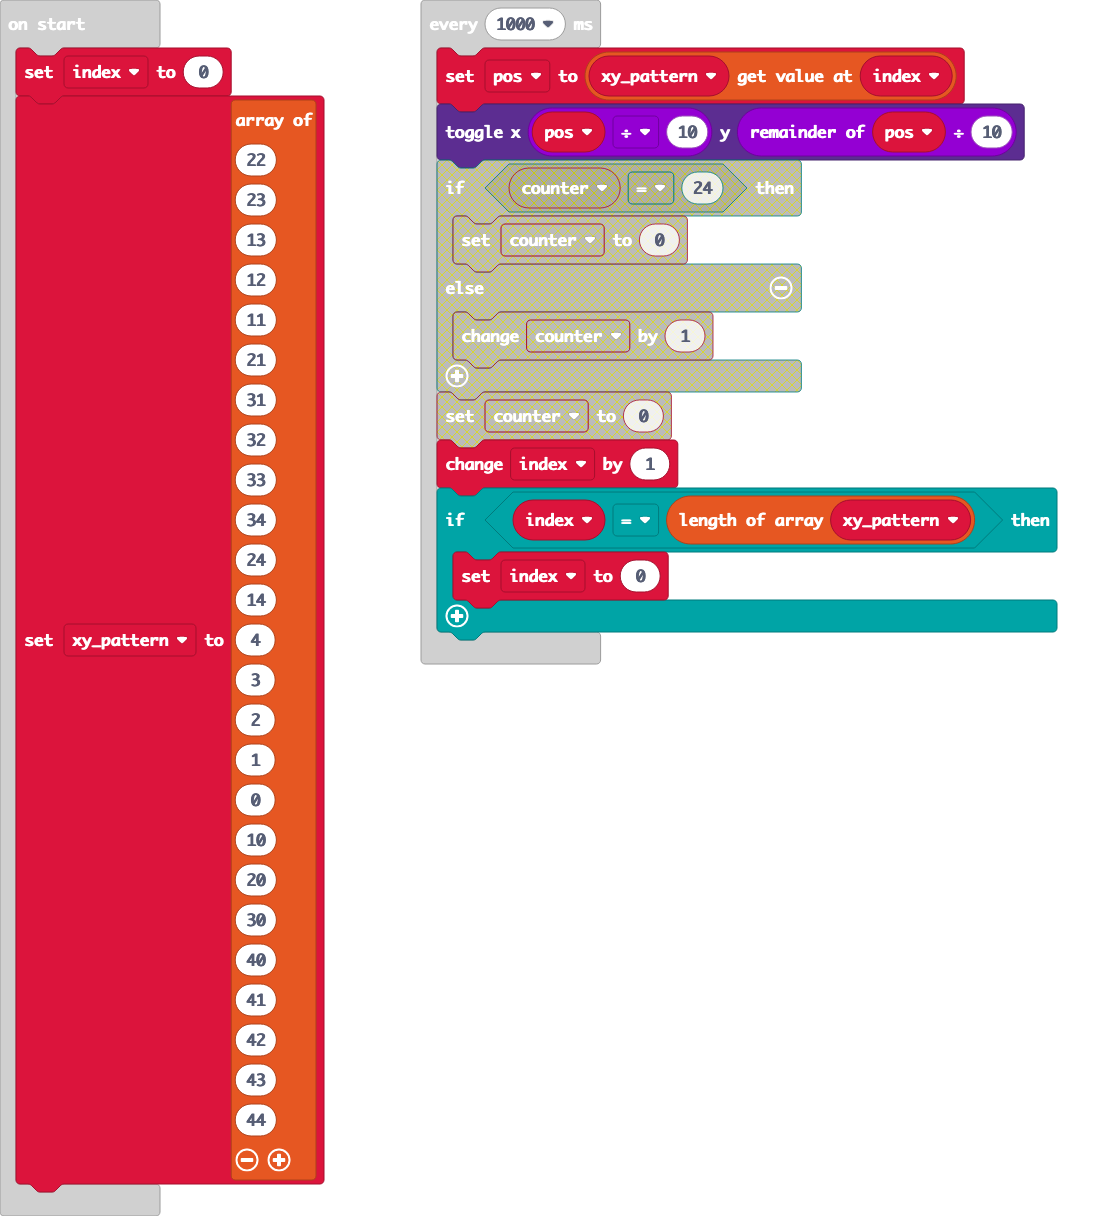 on start
set index to 0
set xy_pattern to
array of
22
23
13
12
11
21
31
32
33
34
24
14
4
3
2
1
0
10
20
30
40
41
42
43
44
every 1000 ms
set pos to xy_pattern get value at index
toggle x pos ÷ 10 y remainder of pos ÷ 10
if counter = 24 then
set counter to 0
else
change counter by 1
set counter to 0
change index by 1
if index = length of array xy_pattern then
set index to 0